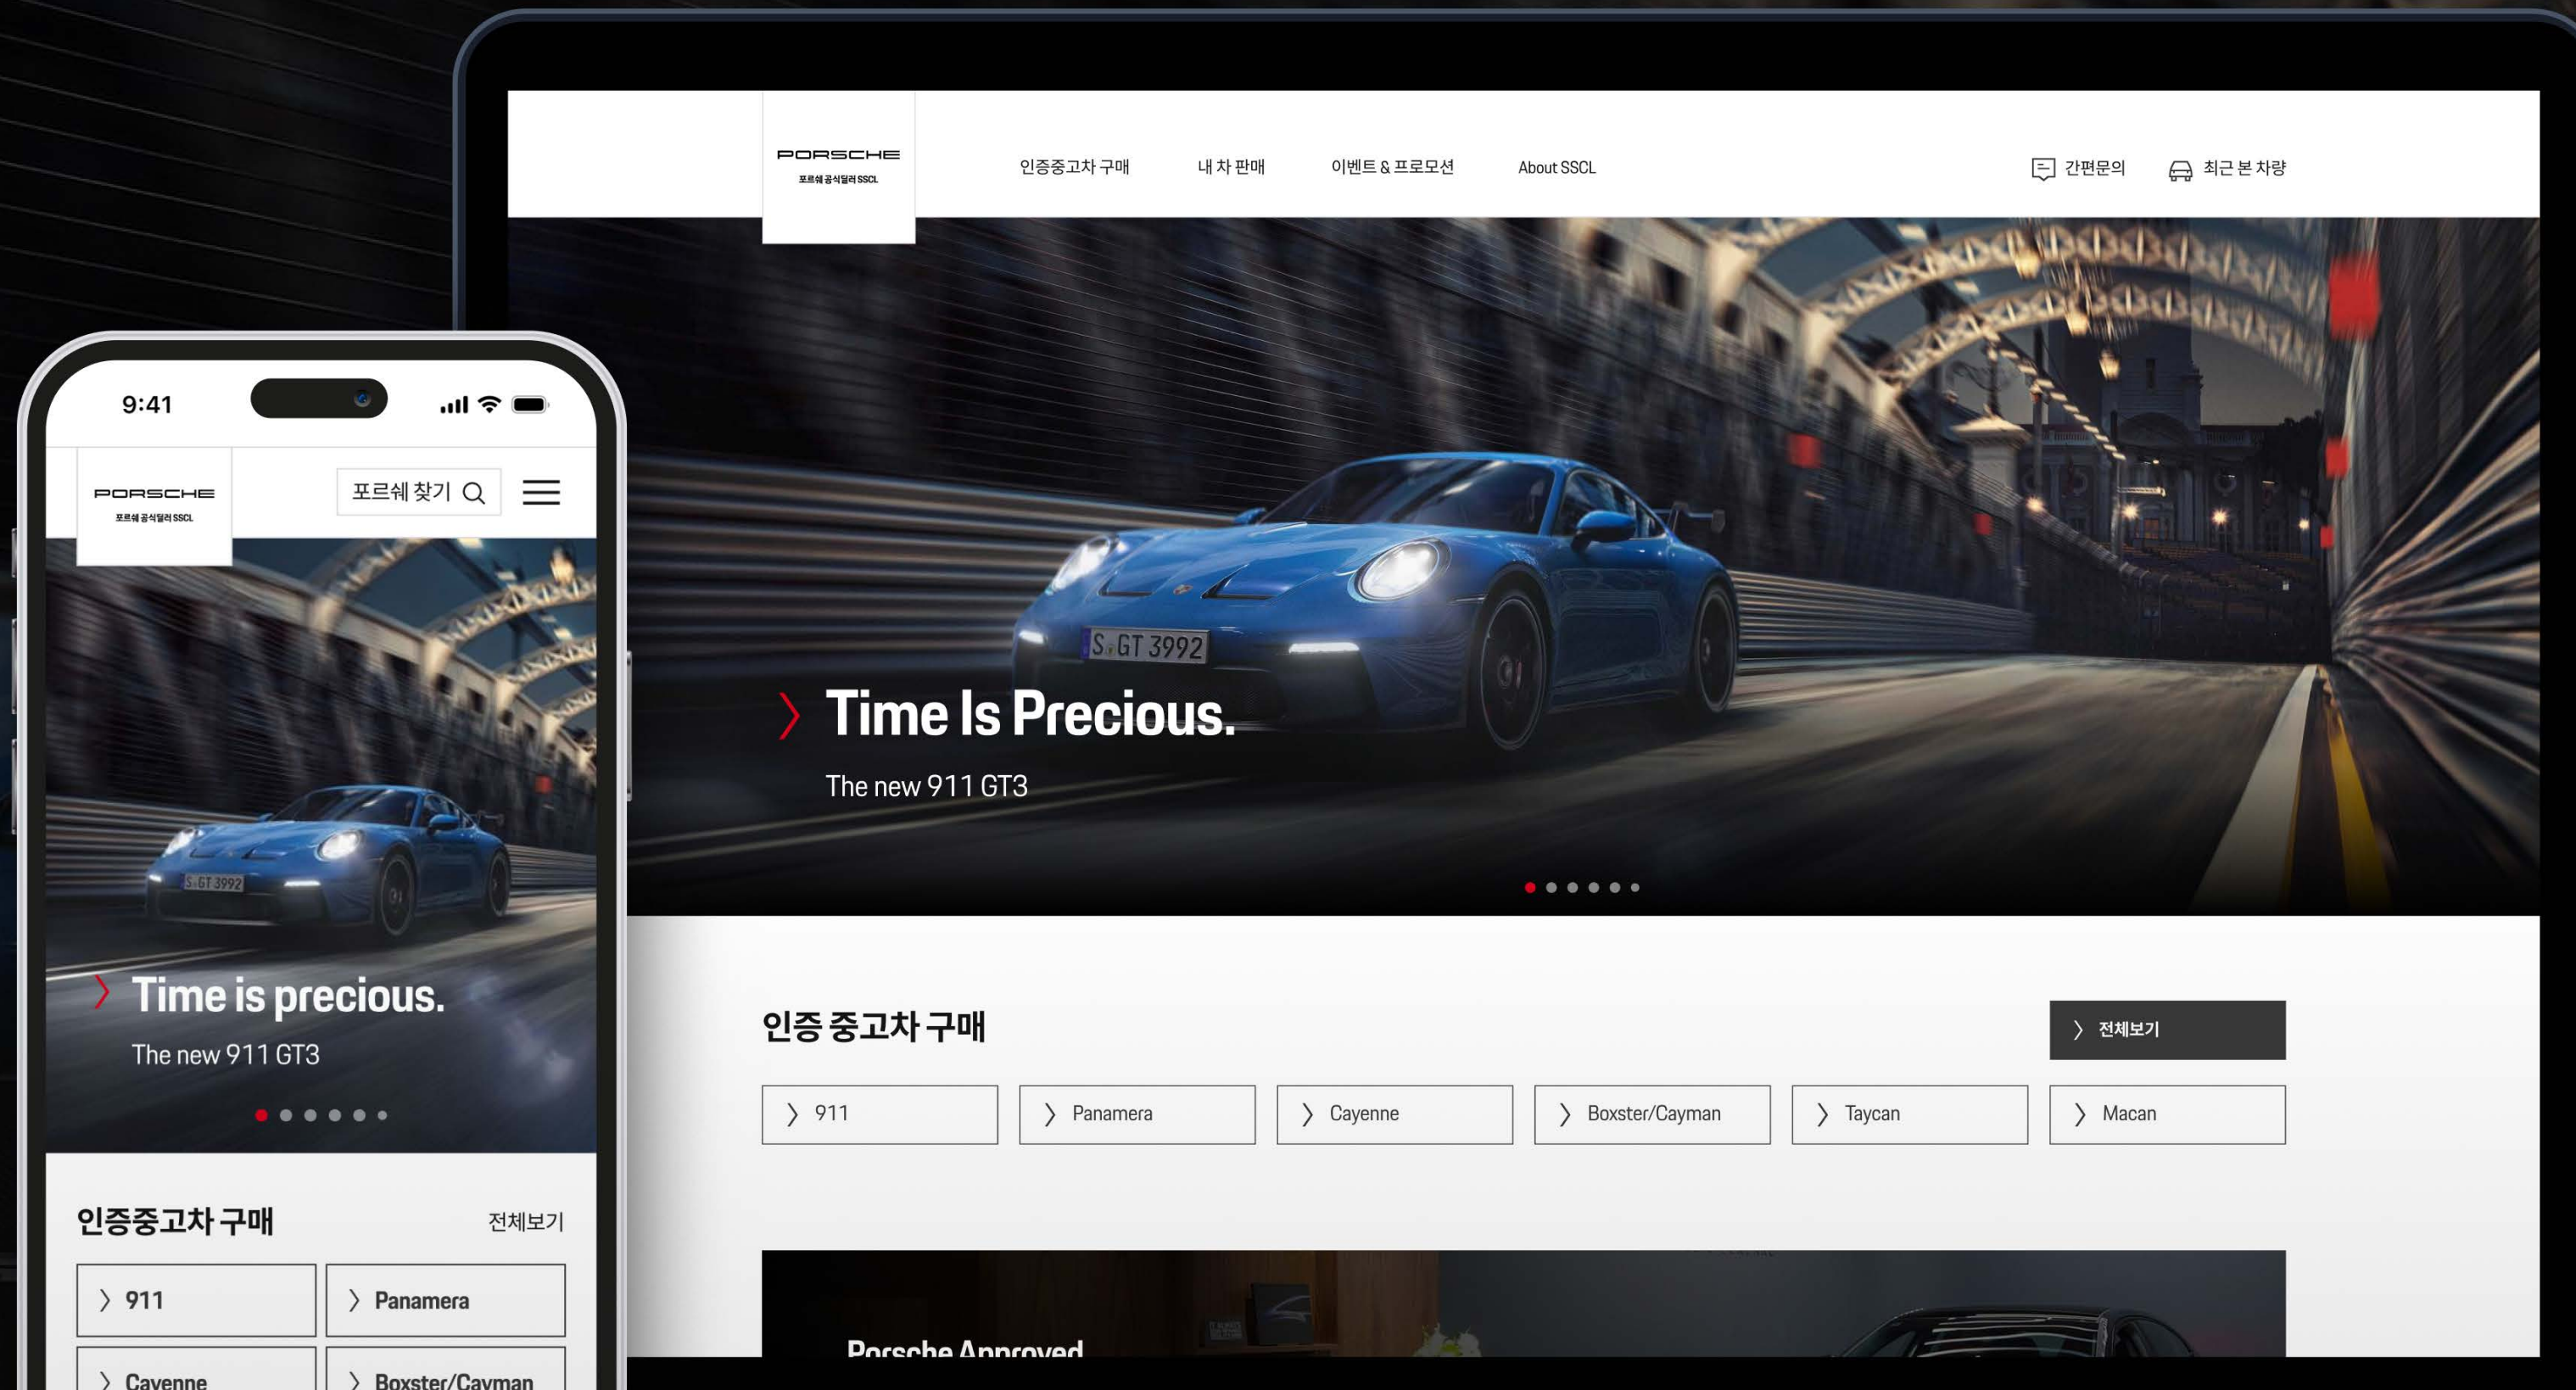 PORSCHE
포르쉐 공식딜러 SSCL
인증중고차 구매
내 차 판매
이벤트 & 프로모션
About SSCL
간편문의
최근 본 차량
S GT 3992
Time Is Precious.
The new 911 GT3
인증 중고차 구매
전체보기
911
Panamera
Cayenne
Boxster/Cayman
Taycan
Macan
Porsche Approved
9:41
PORSCHE
포르쉐 공식딜러 SSCL
포르쉐 찾기
S GT 3992
Time is precious.
The new 911 GT3
인증중고차 구매
전체보기
911
Panamera
Cayenne
Boxster/Cayman